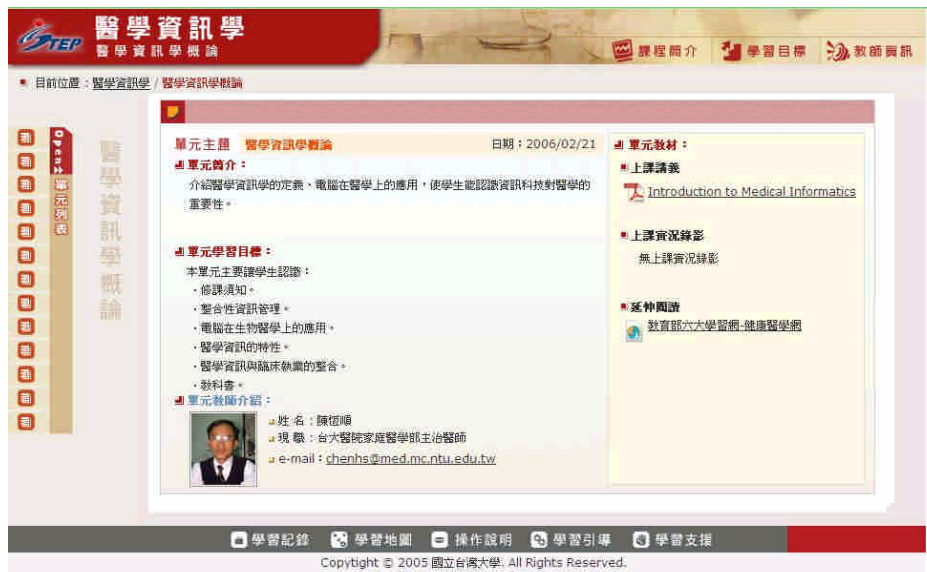 STEP
醫學資訊學
醫學資訊學概論
課程簡介 學習目標 教師資訊
目前位置：醫學資訊學 / 醫學資訊學概論
Open
單元列表
醫學資訊學概論
單元主題 醫學資訊學概論 日期：2006/02/21
單元簡介：
介紹醫學資訊學的定義、電腦在醫學上的應用，使學生能認識資訊科技對醫學的
重要性。
單元學習目標：
本單元主要讓學生認識：
・修課須知。
・整合性資訊管理。
・電腦在生物醫學上的應用。
・醫學資訊的特性。
・醫學資訊與臨床執業的整合。
・教科書。
單元教師介紹：
姓 名：陳恆順
現 職：台大醫院家庭醫學部主治醫師
e-mail：chenhs@med.mc.ntu.edu.tw
單元教材：
上課講義
Introduction to Medical Informatics
上課實況錄影
無上課實況錄影
延伸閱讀
教育部六大學習網-健康醫學網
學習記錄 學習地圖 操作說明 學習引導 學習支援
Copytight © 2005 國立台灣大學. All Rights Reserved.